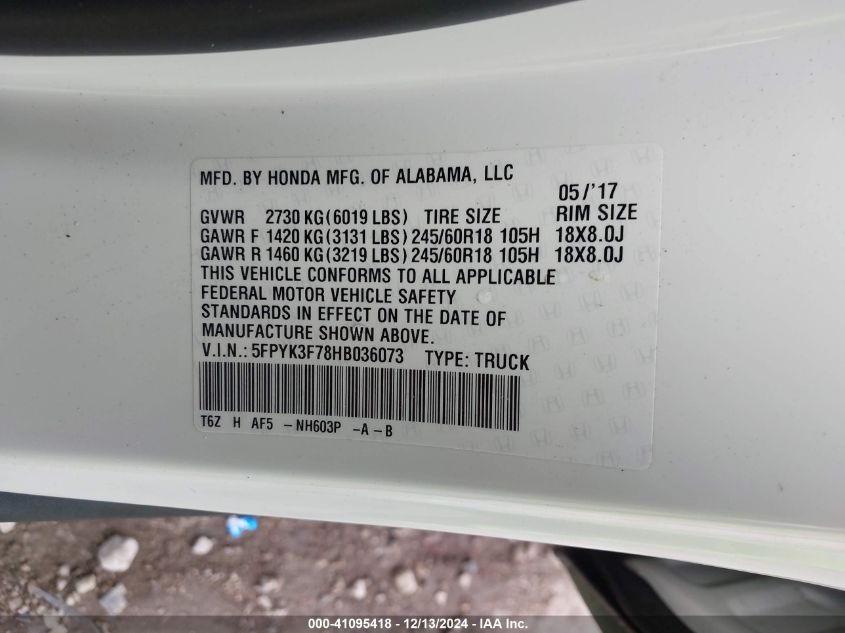 MFD. BY HONDA MFG. OF ALABAMA, LLC
05/'17
GVWR 2730 KG(6019 LBS) TIRE SIZE RIM SIZE
GAWR F 1420 KG(3131 LBS) 245/60R18 105H 18X8.0J
GAWR R 1460 KG(3219 LBS) 245/60R18 105H 18X8.0J
THIS VEHICLE CONFORMS TO ALL APPLICABLE
FEDERAL MOTOR VEHICLE SAFETY
STANDARDS IN EFFECT ON THE DATE OF
MANUFACTURE SHOWN ABOVE.
V.I.N.: 5FPYK3F78HB036073 TYPE: TRUCK
T6Z H AF5 -NH603P -A-B
000-41095418 - 12/13/2024 - IAA Inc.